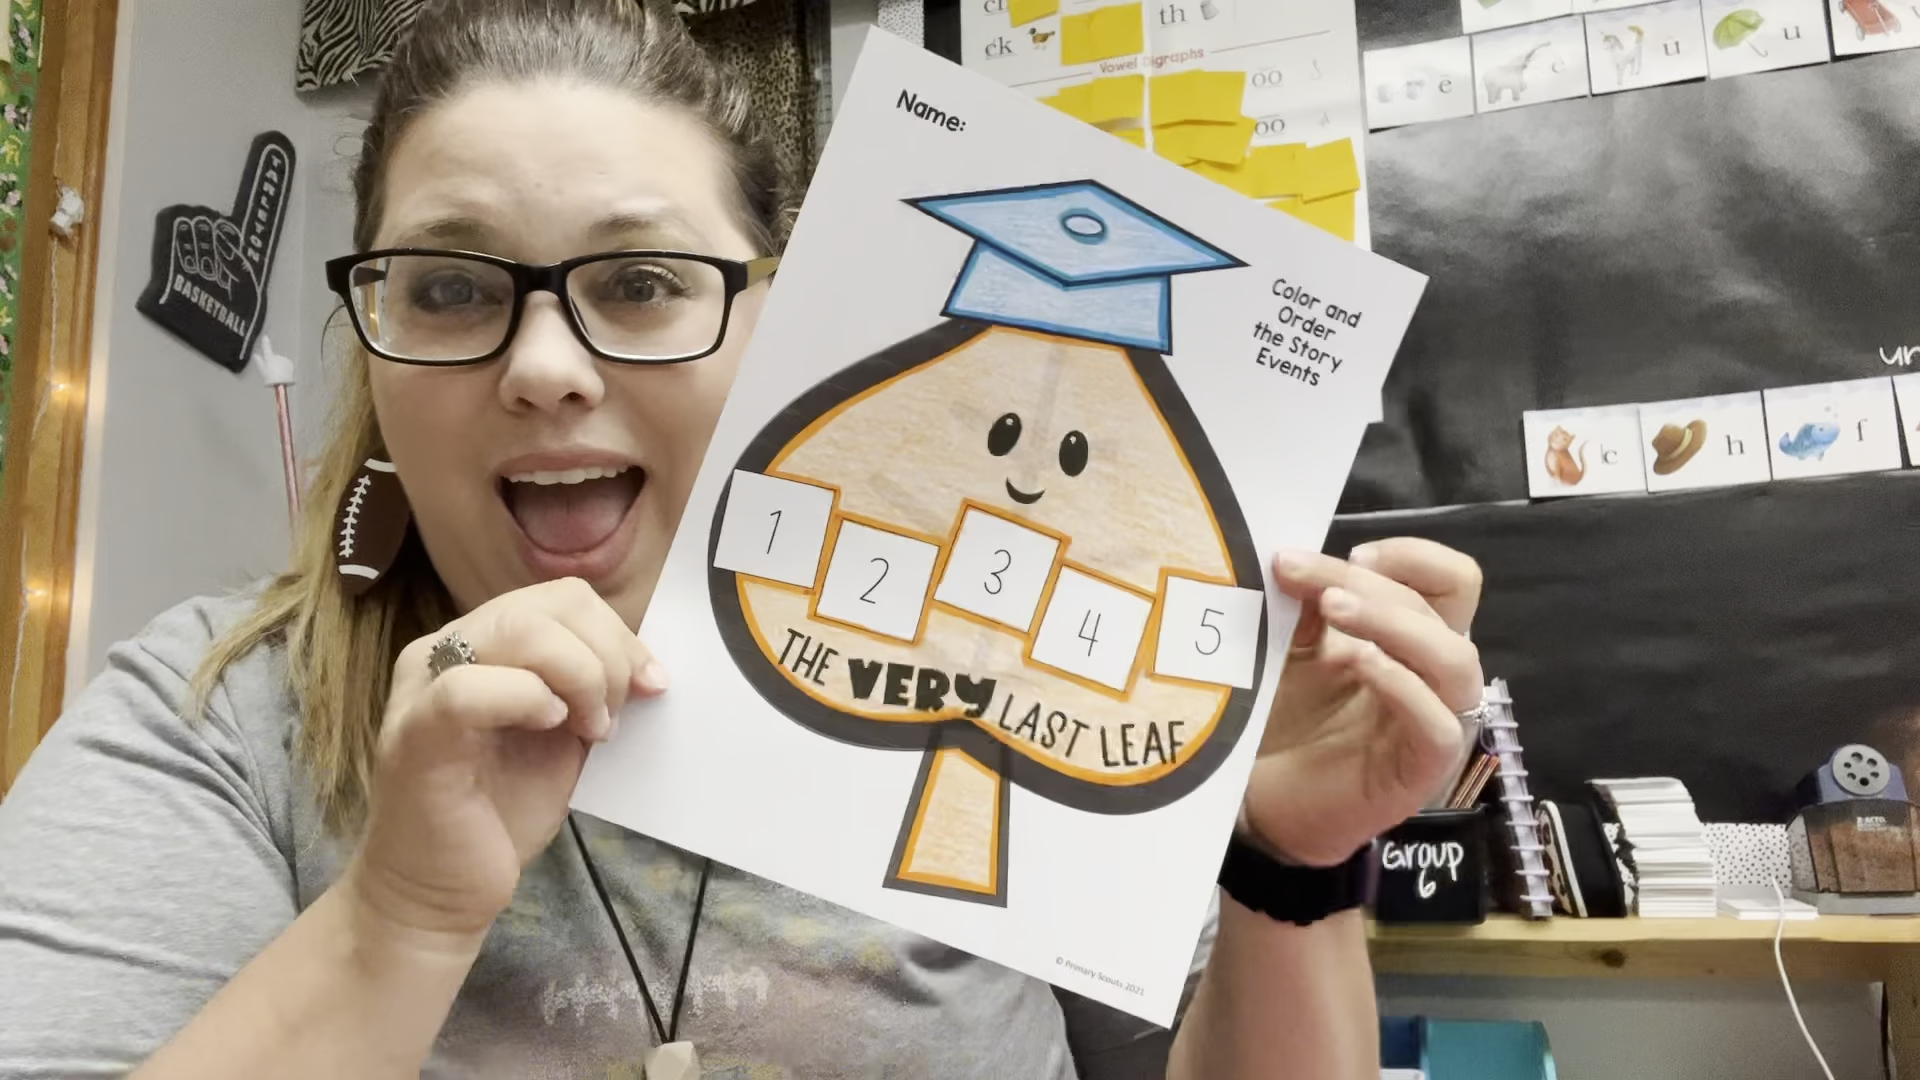 Name:
Color and
Order
the Story
Events
1
2
3
4
5
THE VERY LAST LEAF
© Primary Scouts 2021
BASKETBALL
ck
th
Vowel Digraphs
oo
oo
e
u
u
c
h
f
Group
6
X-ACTO